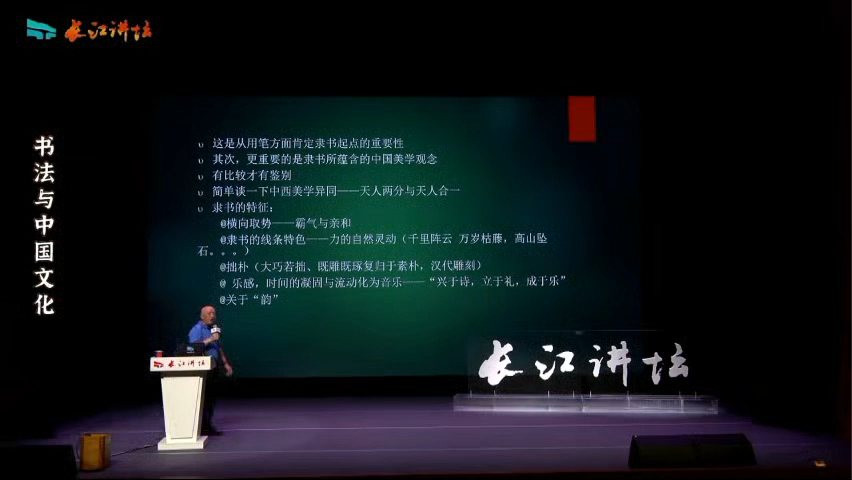 长江讲坛
书法与中国文化
υ 这是从用笔方面肯定隶书起点的重要性
υ 其次，更重要的是隶书所蕴含的中国美学观念
υ 有比较才有鉴别
υ 简单谈一下中西美学异同——天人两分与天人合一
υ 隶书的特征：
@横向取势——霸气与亲和
@隶书的线条特色——力的自然灵动（千里阵云 万岁枯藤，高山坠
石。。。）
@拙朴（大巧若拙、既雕既琢复归于素朴，汉代雕刻）
@ 乐感，时间的凝固与流动化为音乐——“兴于诗，立于礼，成于乐”
@关于“韵”
长江讲坛
长江讲坛